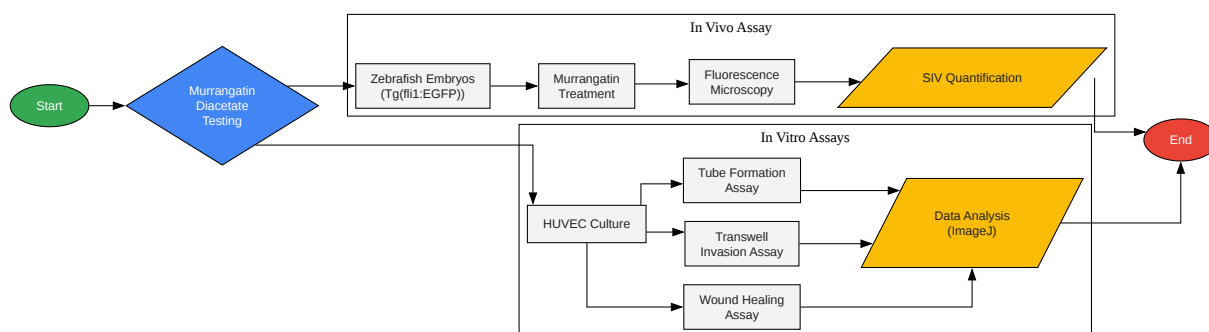 In Vivo Assay
Start
Murrangatin
Diacetate
Testing
Zebrafish Embryos
(Tg(fli1:EGFP))
Murrangatin
Treatment
Fluorescence
Microscopy
SIV Quantification
End
In Vitro Assays
HUVEC Culture
Tube Formation
Assay
Transwell
Invasion Assay
Wound Healing
Assay
Data Analysis
(ImageJ)